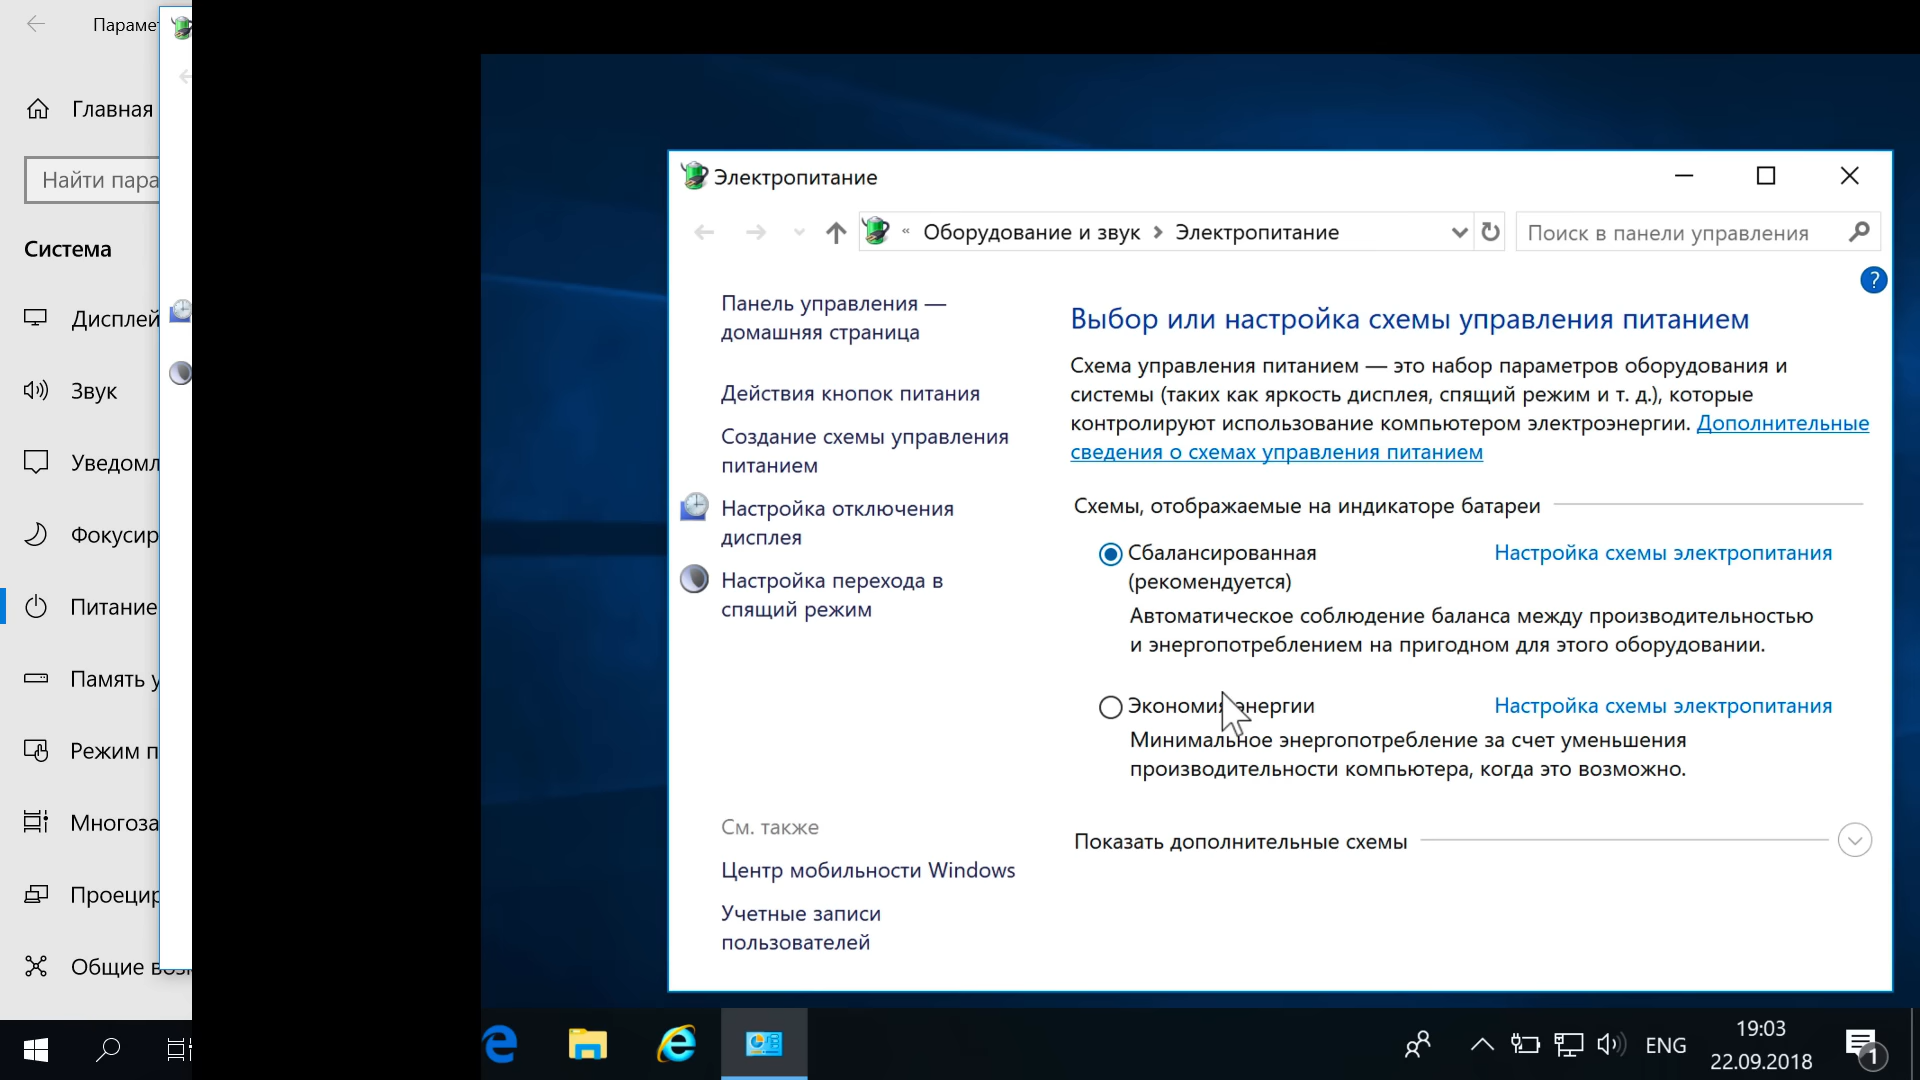 Параме
Главная
Найти пара
Система
Дисплей
Звук
Уведомл
Фокусир
Питание
Память у
Режим п
Многоза
Проецир
Общие воз
Электропитание
« Оборудование и звук > Электропитание
Поиск в панели управления
?
Панель управления —
домашняя страница
Действия кнопок питания
Создание схемы управления
питанием
Настройка отключения
дисплея
Настройка перехода в
спящий режим
См. также
Центр мобильности Windows
Учетные записи
пользователей
Выбор или настройка схемы управления питанием
Схема управления питанием — это набор параметров оборудования и
системы (таких как яркость дисплея, спящий режим и т. д.), которые
контролируют использование компьютером электроэнергии. Дополнительные
сведения о схемах управления питанием
Схемы, отображаемые на индикаторе батареи
Сбалансированная Настройка схемы электропитания
(рекомендуется)
Автоматическое соблюдение баланса между производительностью
и энергопотреблением на пригодном для этого оборудовании.
Экономия энергии Настройка схемы электропитания
Минимальное энергопотребление за счет уменьшения
производительности компьютера, когда это возможно.
Показать дополнительные схемы
ENG
19:03
22.09.2018
1